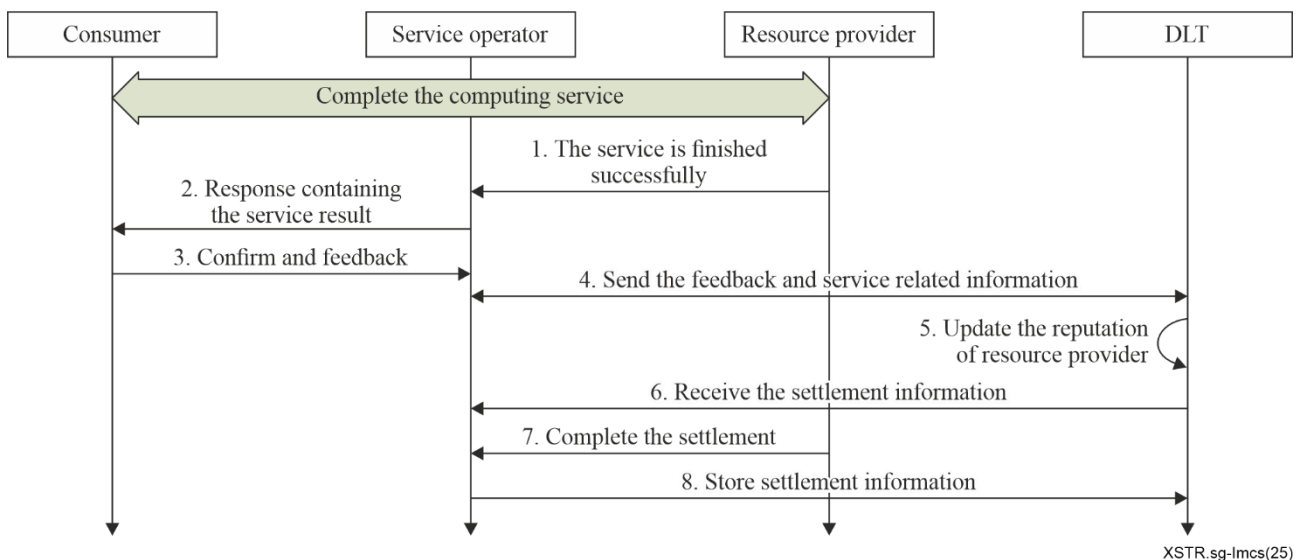 Consumer
Service operator
Resource provider
DLT
Complete the computing service
1. The service is finished
successfully
2. Response containing
the service result
3. Confirm and feedback
4. Send the feedback and service related information
5. Update the reputation
of resource provider
6. Receive the settlement information
7. Complete the settlement
8. Store settlement information
XSTR.sg-lmcs(25)